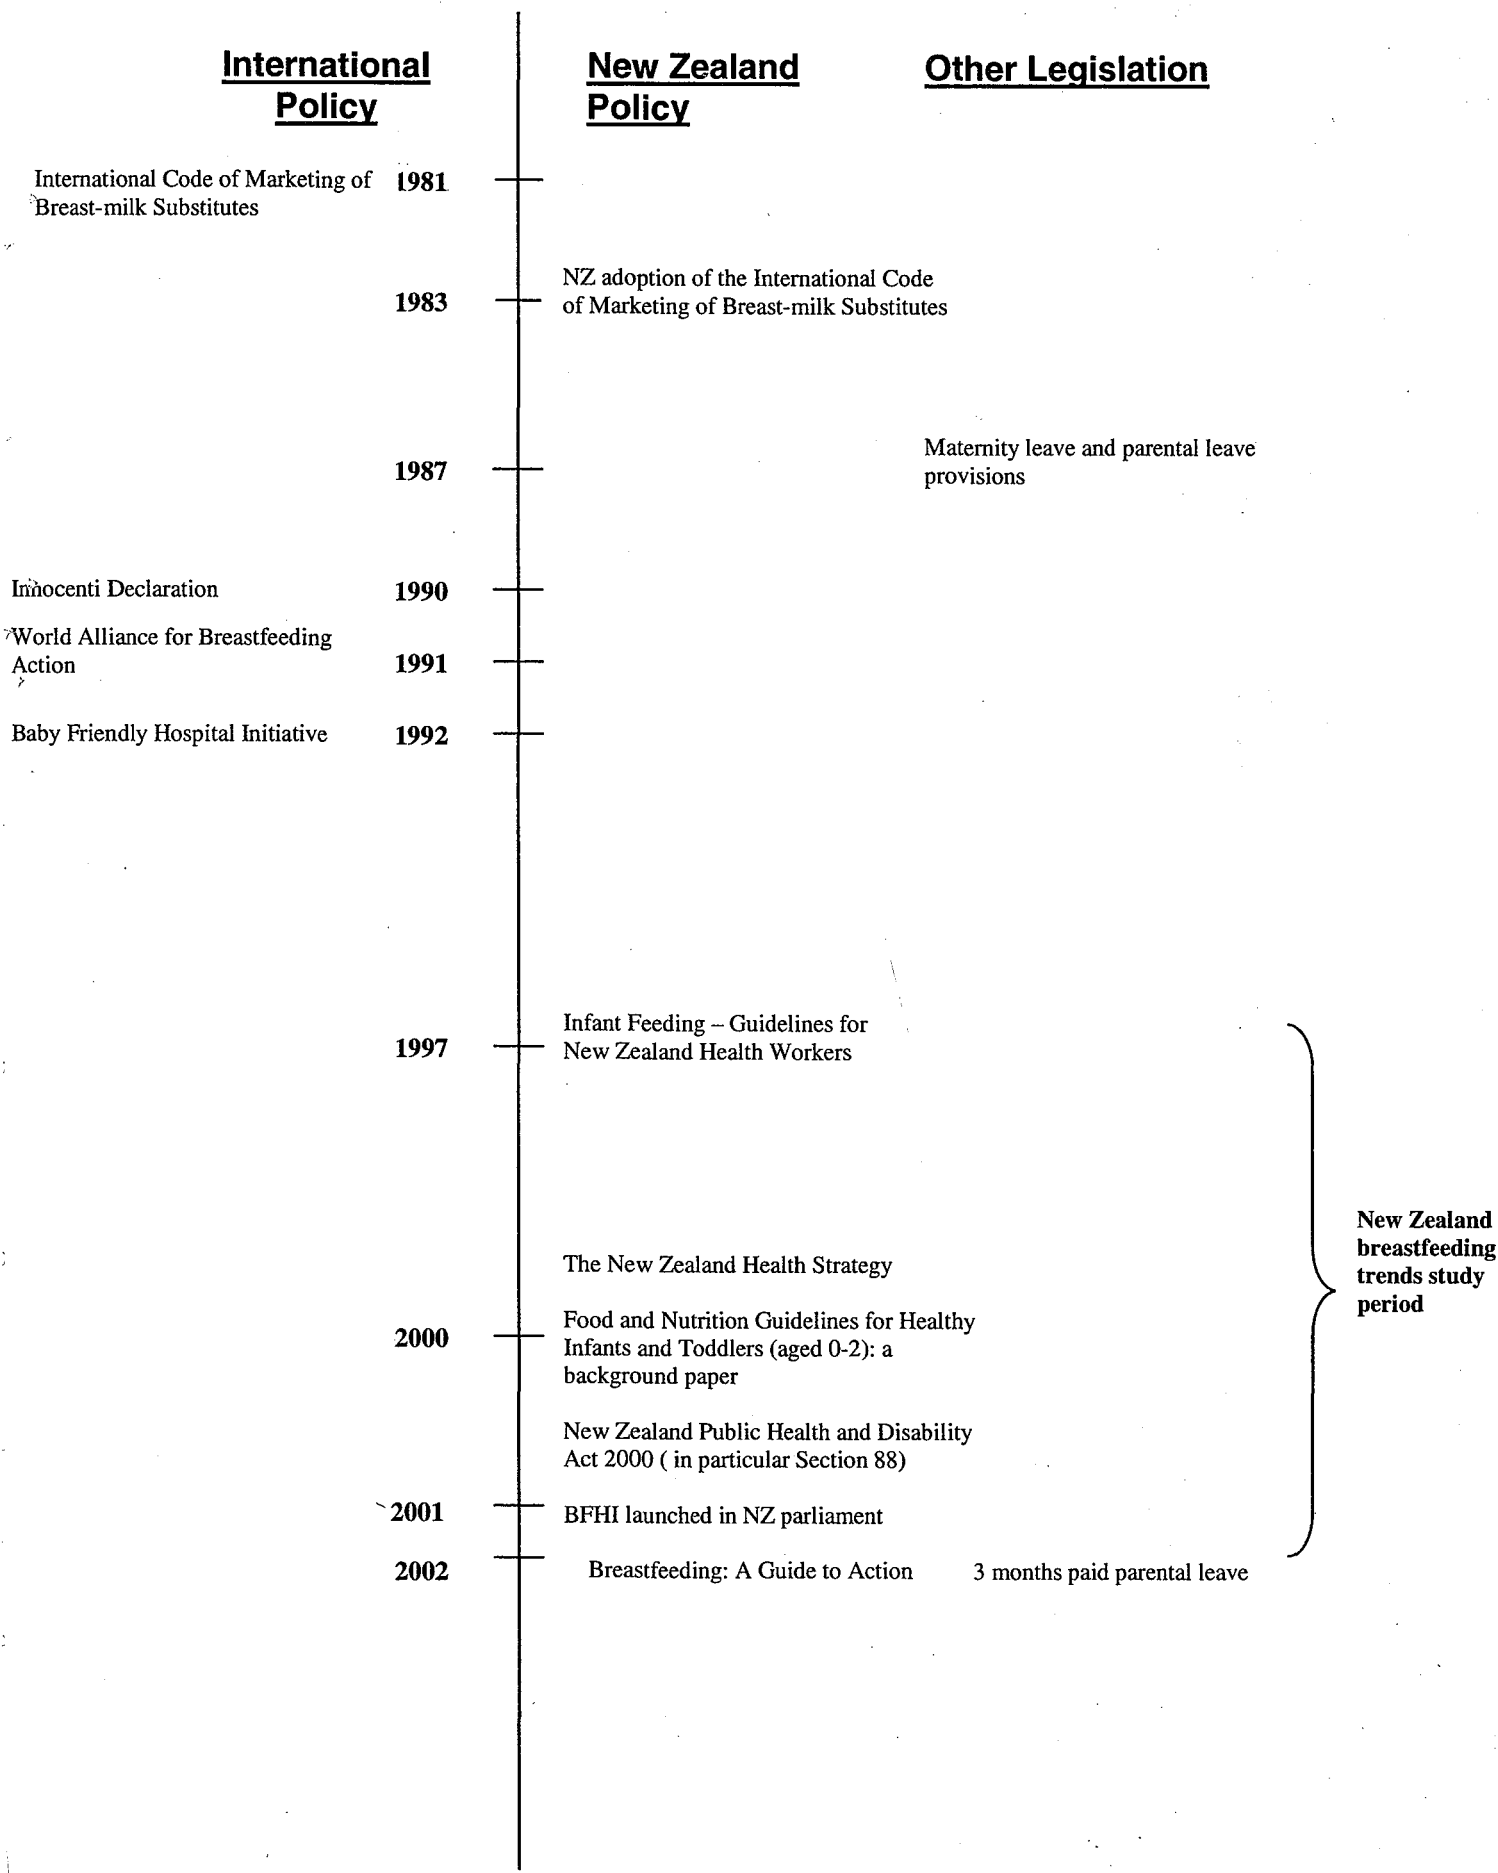 International
Policy
New Zealand
Policy
Other Legislation
International Code of Marketing of
Breast-milk Substitutes
1981
1983
NZ adoption of the International Code
of Marketing of Breast-milk Substitutes
1987
Maternity leave and parental leave
provisions
Innocenti Declaration
1990
World Alliance for Breastfeeding
Action
1991
Baby Friendly Hospital Initiative
1992
1997
Infant Feeding – Guidelines for
New Zealand Health Workers
The New Zealand Health Strategy
2000
Food and Nutrition Guidelines for Healthy
Infants and Toddlers (aged 0-2): a
background paper
New Zealand Public Health and Disability
Act 2000 ( in particular Section 88)
2001
BFHI launched in NZ parliament
2002
Breastfeeding: A Guide to Action
3 months paid parental leave
New Zealand
breastfeeding
trends study
period